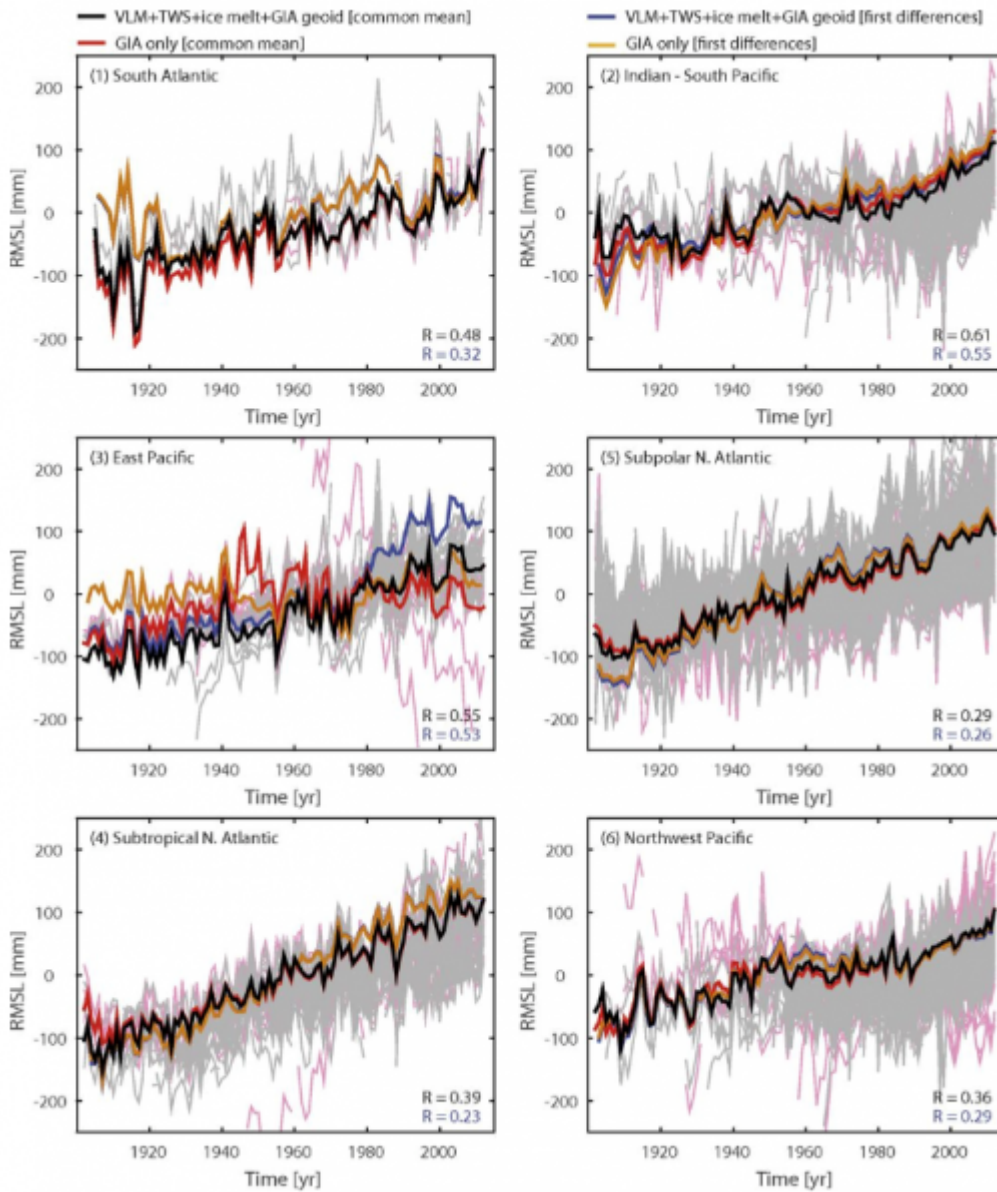 VLM+TWS+ice melt+GIA geoid [common mean]
VLM+TWS+ice melt+GIA geoid [first differences]
GIA only [common mean]
GIA only [first differences]
(1) South Atlantic
200
100
0
-100
-200
RMSL [mm]
R = 0.48
R = 0.32
1920 1940 1960 1980 2000
Time [yr]
(2) Indian - South Pacific
200
100
0
-100
-200
RMSL [mm]
R = 0.61
R = 0.55
1920 1940 1960 1980 2000
Time [yr]
(3) East Pacific
200
100
0
-100
-200
RMSL [mm]
R = 0.55
R = 0.53
1920 1940 1960 1980 2000
Time [yr]
(5) Subpolar N. Atlantic
200
100
0
-100
-200
RMSL [mm]
R = 0.29
R = 0.26
1920 1940 1960 1980 2000
Time [yr]
(4) Subtropical N. Atlantic
200
100
0
-100
-200
RMSL [mm]
R = 0.39
R = 0.23
1920 1940 1960 1980 2000
Time [yr]
(6) Northwest Pacific
200
100
0
-100
-200
RMSL [mm]
R = 0.36
R = 0.29
1920 1940 1960 1980 2000
Time [yr]